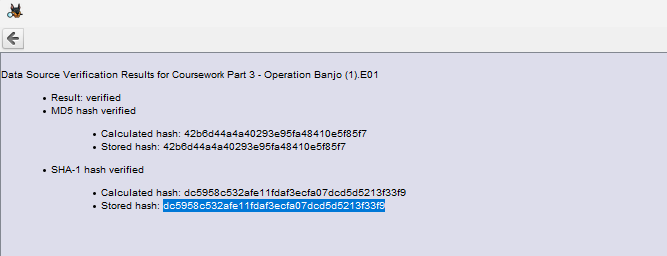 Data Source Verification Results for Coursework Part 3 - Operation Banjo (1).E01
• Result: verified
• MD5 hash verified
• Calculated hash: 42b6d44a4a40293e95fa48410e5f85f7
• Stored hash: 42b6d44a4a40293e95fa48410e5f85f7
• SHA-1 hash verified
• Calculated hash: dc5958c532afe11fdaf3ecfa07dcd5d5213f33f9
• Stored hash: dc5958c532afe11fdaf3ecfa07dcd5d5213f33f9